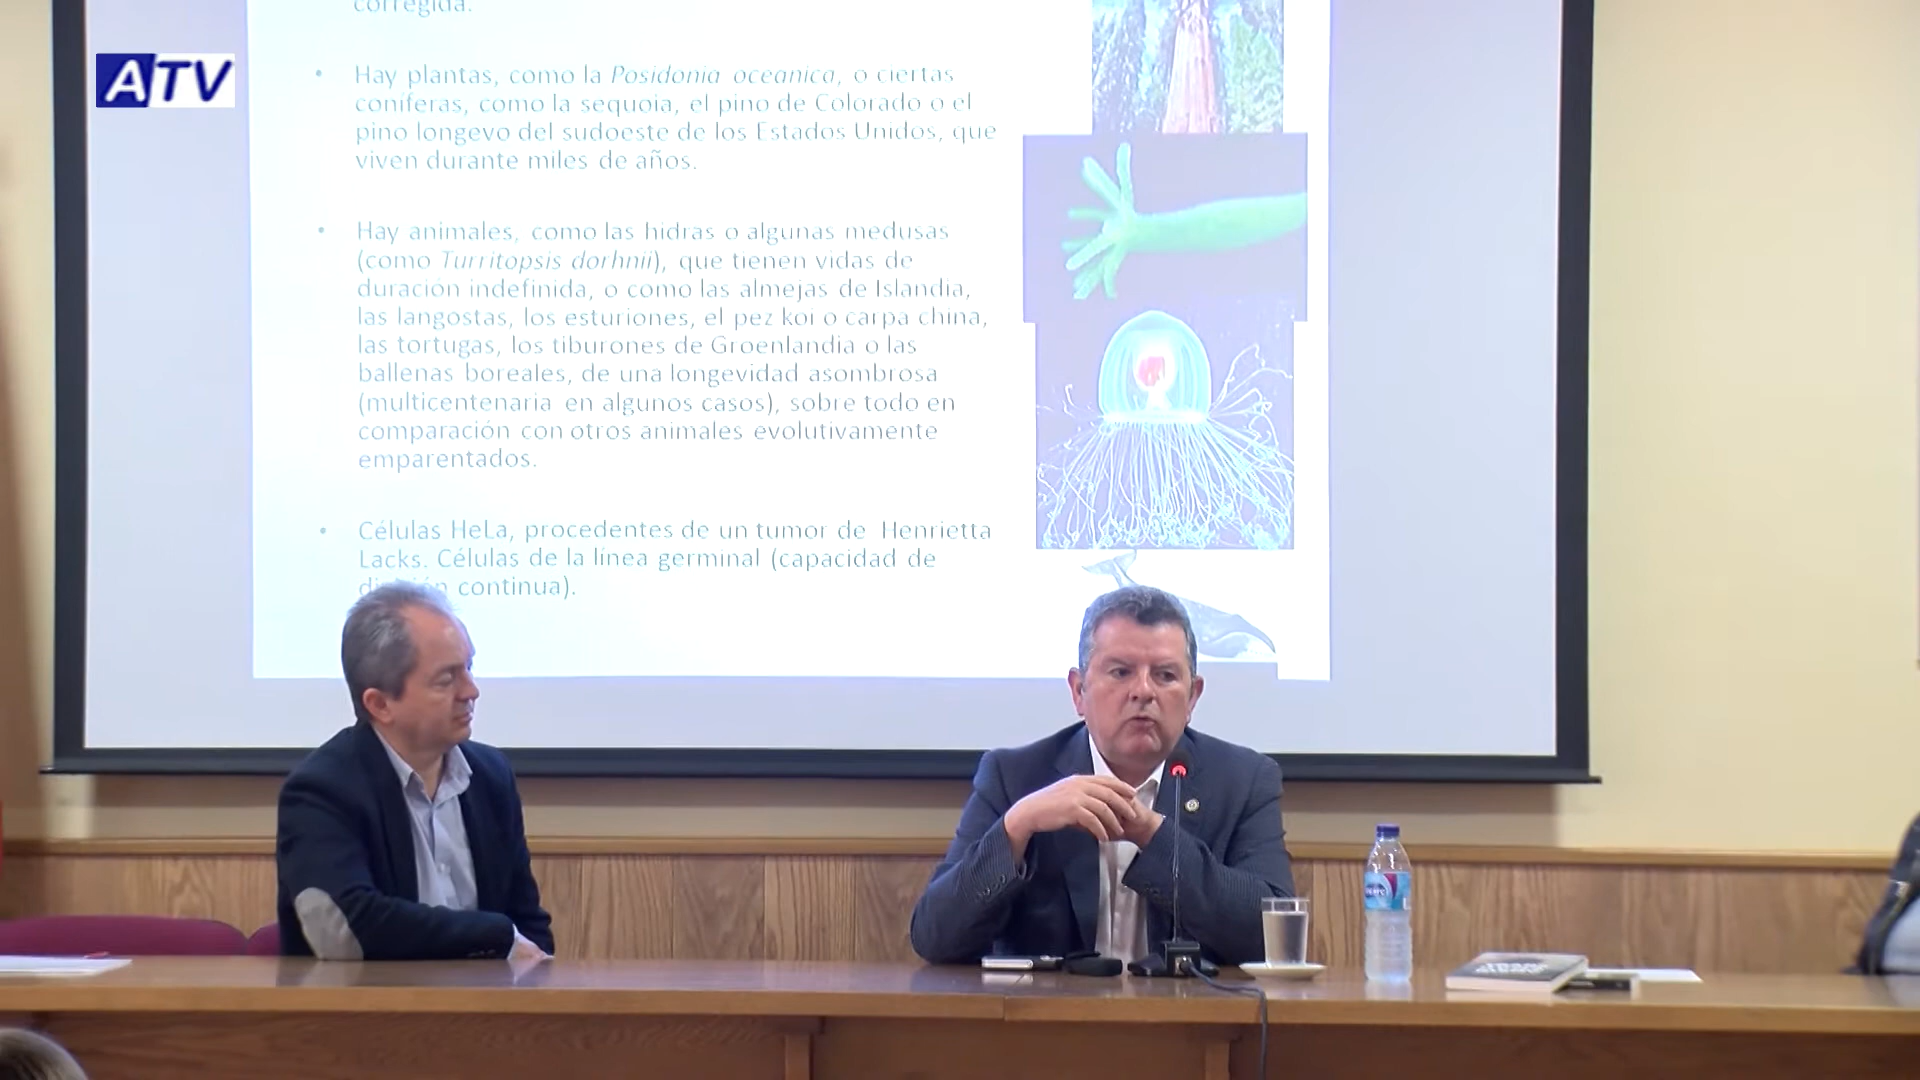 corregida.
ATV
• Hay plantas, como la Posidonia oceanica, o ciertas
coníferas, como la sequoia, el pino de Colorado o el
pino longevo del sudoeste de los Estados Unidos, que
viven durante miles de años.
• Hay animales, como las hidras o algunas medusas
(como Turritopsis dorhnii), que tienen vidas de
duración indefinida, o como las almejas de Islandia,
las langostas, los esturiones, el pez koi o carpa china,
las tortugas, los tiburones de Groenlandia o las
ballenas boreales, de una longevidad asombrosa
(multicentenaria en algunos casos), sobre todo en
comparación con otros animales evolutivamente
emparentados.
• Células HeLa, procedentes de un tumor de Henrietta
Lacks. Células de la línea germinal (capacidad de
continua).